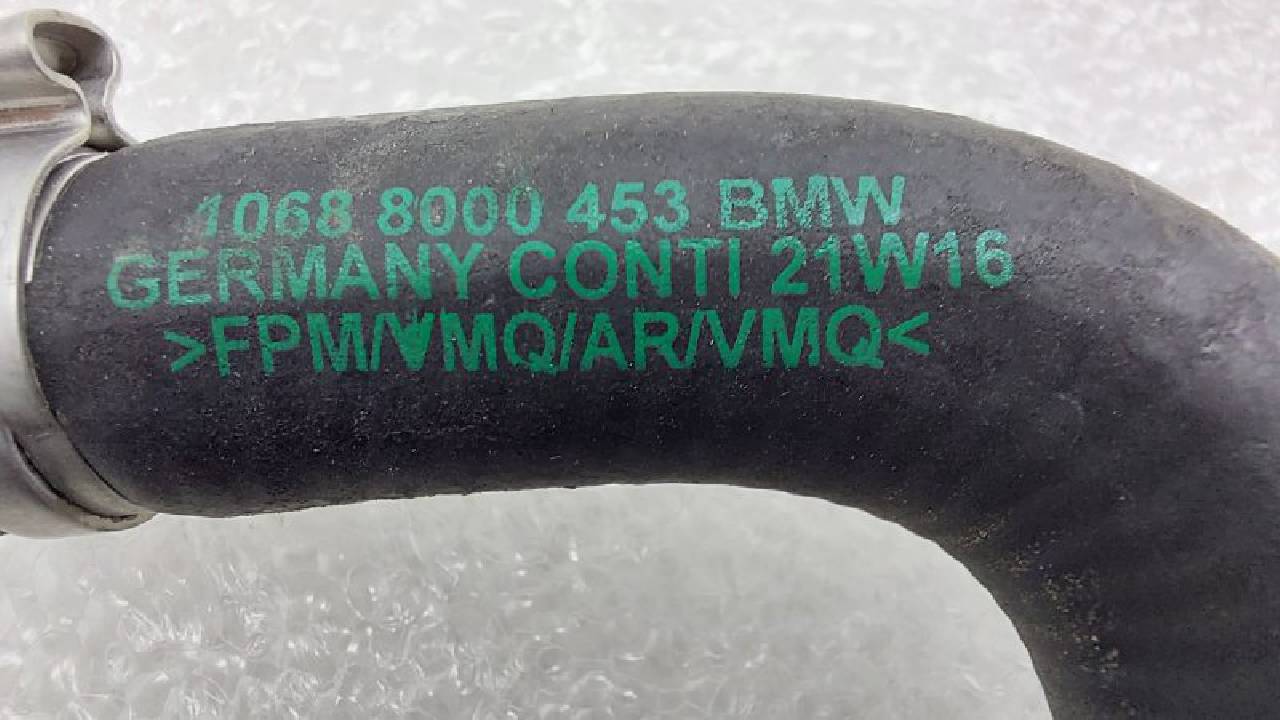 1068 8000 453 BMW
GERMANY CONTI 21W16
>FPM/VMQ/AR/VMQ<